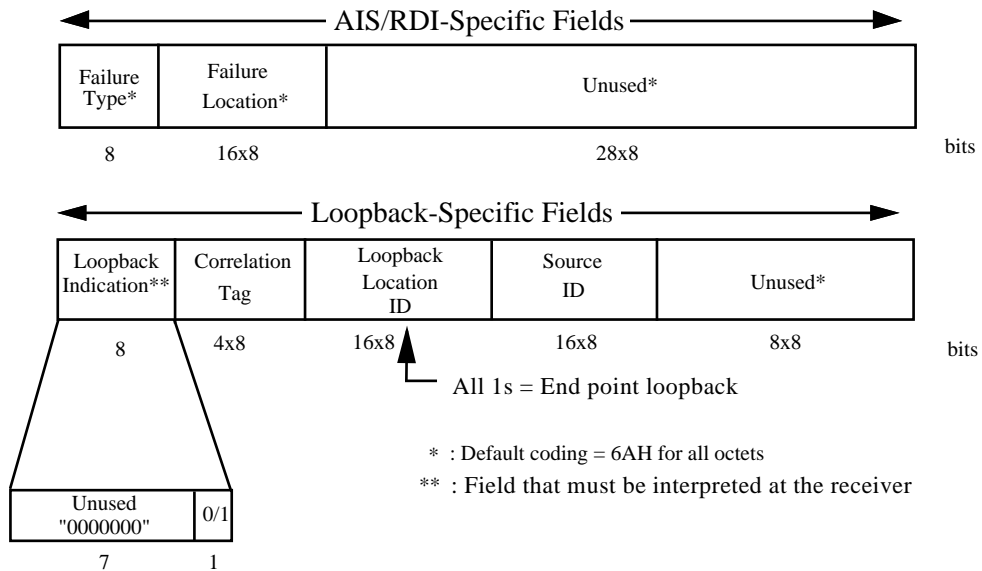 AIS/RDI-Specific Fields
Failure
Type*
Failure
Location*
Unused*
8
16x8
28x8
bits
Loopback-Specific Fields
Loopback
Indication**
Correlation
Tag
Loopback
Location
ID
Source
ID
Unused*
8
4x8
16x8
16x8
8x8
bits
All 1s = End point loopback
* : Default coding = 6AH for all octets
** : Field that must be interpreted at the receiver
Unused
"0000000"
0/1
7
1